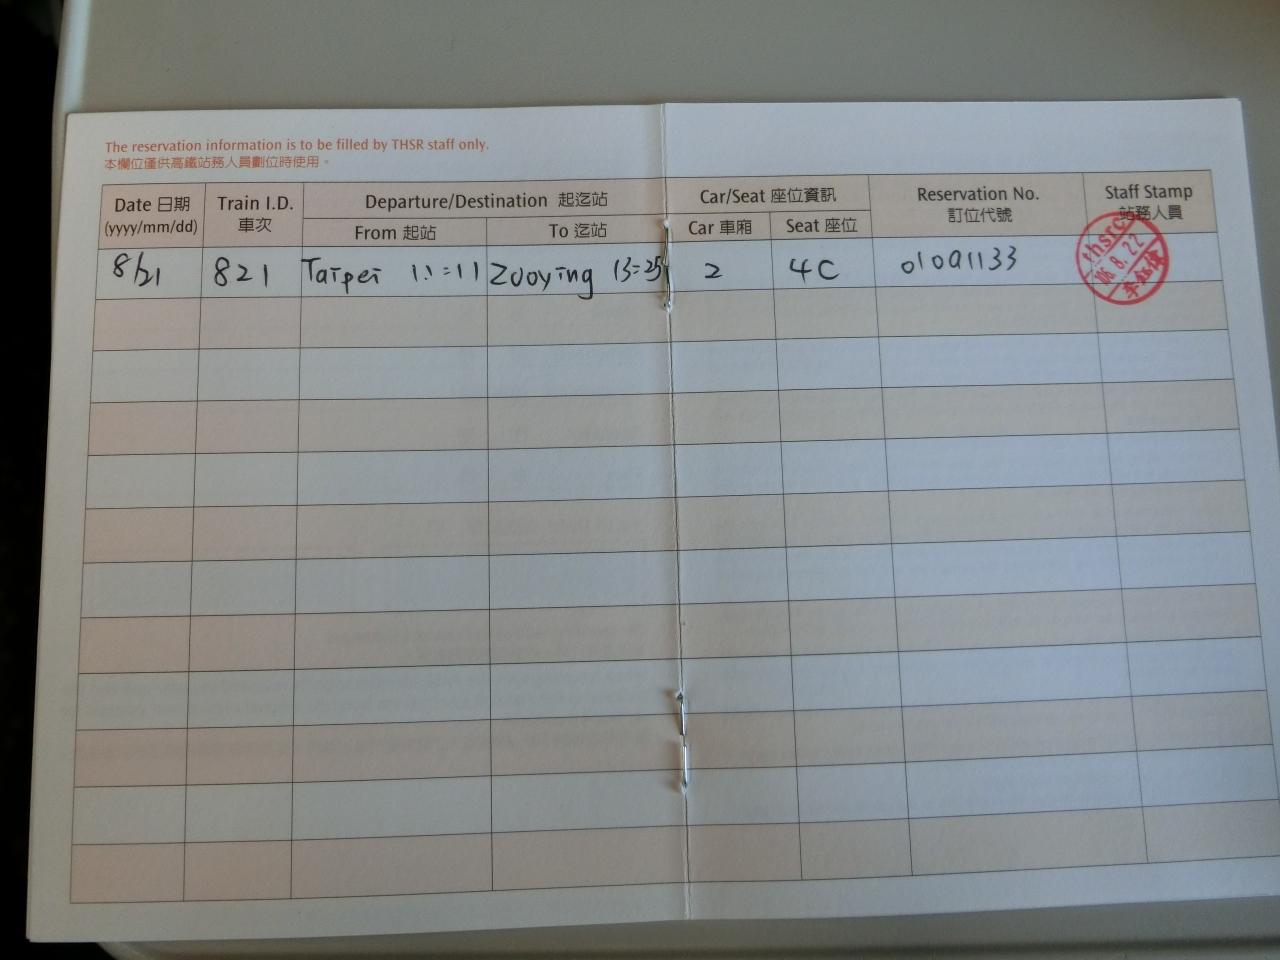 The reservation information is to be filled by THSR staff only.
本欄位僅供高鐵站務人員劃位時使用。
Date 日期 Train I.D. Departure/Destination 起迄站 Car/Seat 座位資訊 Reservation No. Staff Stamp
(yyyy/mm/dd) 車次 From 起站 To 迄站 Car 車廂 Seat 座位 訂位代號 站務人員
8/21 821 Taipei 11:11 Zuoying 13:25 2 4C 01091133
thsrc
106.8.22